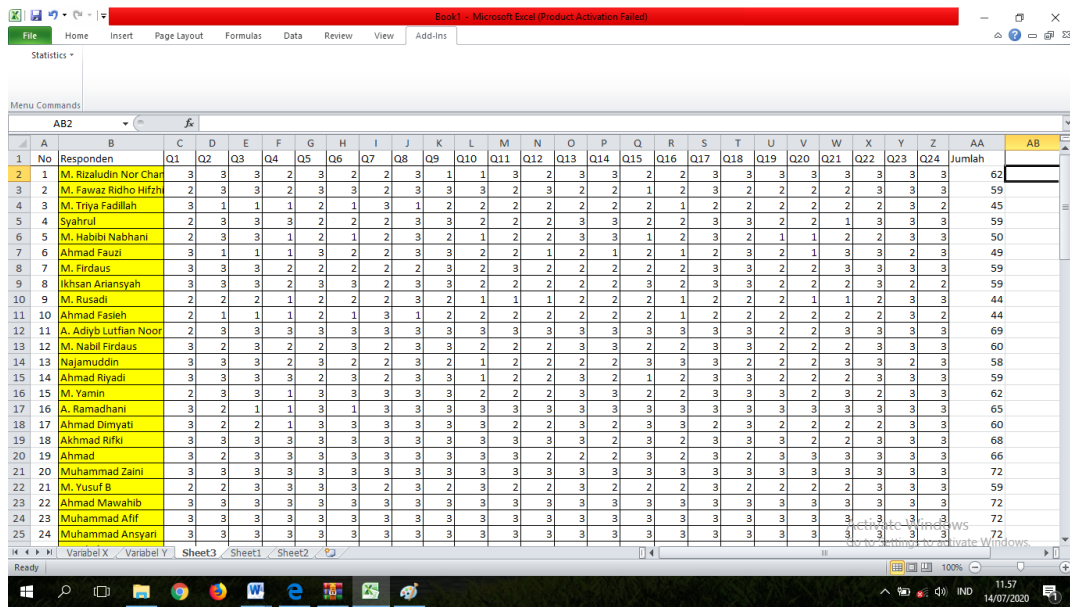 Book1 - Microsoft Excel (Product Activation Failed)
File Home Insert Page Layout Formulas Data Review View Add-Ins
Statistics
Menu Commands
AB2 fx
A B C D E F G H I J K L M N O P Q R S T U V W X Y Z AA AB
1 No Responden Q1 Q2 Q3 Q4 Q5 Q6 Q7 Q8 Q9 Q10 Q11 Q12 Q13 Q14 Q15 Q16 Q17 Q18 Q19 Q20 Q21 Q22 Q23 Q24 Jumlah
2 1 M. Rizaludin Nor Char 3 3 3 2 3 2 2 3 1 1 3 2 3 3 2 2 3 3 3 3 3 3 3 3 62
3 2 M. Fawaz Ridho Hifzhi 2 3 3 2 3 2 2 3 3 3 3 2 3 2 2 1 2 3 2 2 2 2 3 3 59
4 3 M. Triya Fadillah 3 1 1 1 2 1 3 1 2 2 2 2 2 2 2 1 2 2 2 2 2 2 3 2 45
5 4 Syahrul 2 3 3 3 2 2 2 3 3 2 2 2 3 3 2 2 3 3 2 2 1 3 3 3 59
6 5 M. Habibi Nabhani 2 3 3 1 2 1 2 3 2 1 2 2 3 3 1 2 3 2 1 1 2 2 3 3 50
7 6 Ahmad Fauzi 3 1 1 1 3 2 2 3 3 2 2 1 2 1 2 1 2 3 2 1 3 3 2 3 49
8 7 M. Firdaus 3 3 3 2 2 2 2 2 3 2 3 2 2 2 2 2 3 3 2 2 3 3 3 3 59
9 8 Ikhsan Ariansyah 3 3 3 2 3 2 2 3 3 2 2 2 2 2 3 2 3 3 2 2 3 3 2 2 59
10 9 M. Rusadi 2 2 2 1 2 2 2 3 2 1 1 1 2 2 2 1 2 2 2 1 1 2 3 3 44
11 10 Ahmad Fasieh 2 1 1 1 2 1 3 1 2 2 2 2 2 2 2 1 2 2 2 2 2 2 3 2 44
12 11 A. Adiyb Lutfian Noor 2 3 3 3 3 3 3 3 3 3 3 3 3 3 3 3 3 3 2 2 3 3 3 3 69
13 12 M. Nabil Firdaus 3 2 3 2 2 3 2 3 3 2 2 2 3 3 3 2 3 3 2 2 2 2 3 3 60
14 13 Najamuddin 3 3 3 2 3 2 2 3 2 1 2 2 2 2 3 3 3 2 2 2 3 3 2 3 58
15 14 Ahmad Riyadi 3 3 3 3 2 3 2 3 3 1 2 2 3 2 1 2 3 3 2 2 2 3 3 3 59
16 15 M. Yamin 2 3 3 1 3 3 3 3 3 2 2 2 3 3 2 2 3 3 3 2 2 3 3 3 62
17 16 A. Ramadhani 3 2 1 1 3 1 3 3 3 3 3 3 3 3 3 3 3 3 3 3 3 3 3 3 65
18 17 Ahmad Dimyati 3 2 2 1 3 3 3 3 3 3 2 2 3 2 3 3 2 3 2 2 2 3 3 3 60
19 18 Akhmad Rifki 3 3 3 3 3 3 3 3 3 3 3 3 3 2 3 2 3 3 3 2 2 3 3 3 68
20 19 Ahmad 3 2 3 3 3 3 3 3 3 3 3 2 2 2 3 2 3 2 3 3 3 3 3 3 66
21 20 Muhammad Zaini 3 3 3 3 3 3 3 3 3 3 3 3 3 3 3 3 3 3 3 3 3 3 3 3 72
22 21 M. Yusuf B 2 2 3 3 3 3 2 3 2 3 2 2 3 2 2 2 3 2 2 2 3 3 3 3 59
23 22 Ahmad Mawahib 3 3 3 3 3 3 3 3 3 3 3 3 3 3 3 3 3 3 3 3 3 3 3 3 72
24 23 Muhammad Afif 3 3 3 3 3 3 3 3 3 3 3 3 3 3 3 3 3 3 3 3 3 3 3 3 72
25 24 Muhammad Ansyari 3 3 3 3 3 3 3 3 3 3 3 3 3 3 3 3 3 3 3 3 3 3 3 3 72
Activate Windows
Go to Settings to activate Windows.
Variabel X Variabel Y Sheet3 Sheet1 Sheet2
Ready 100%
IND 11.57
14/07/2020